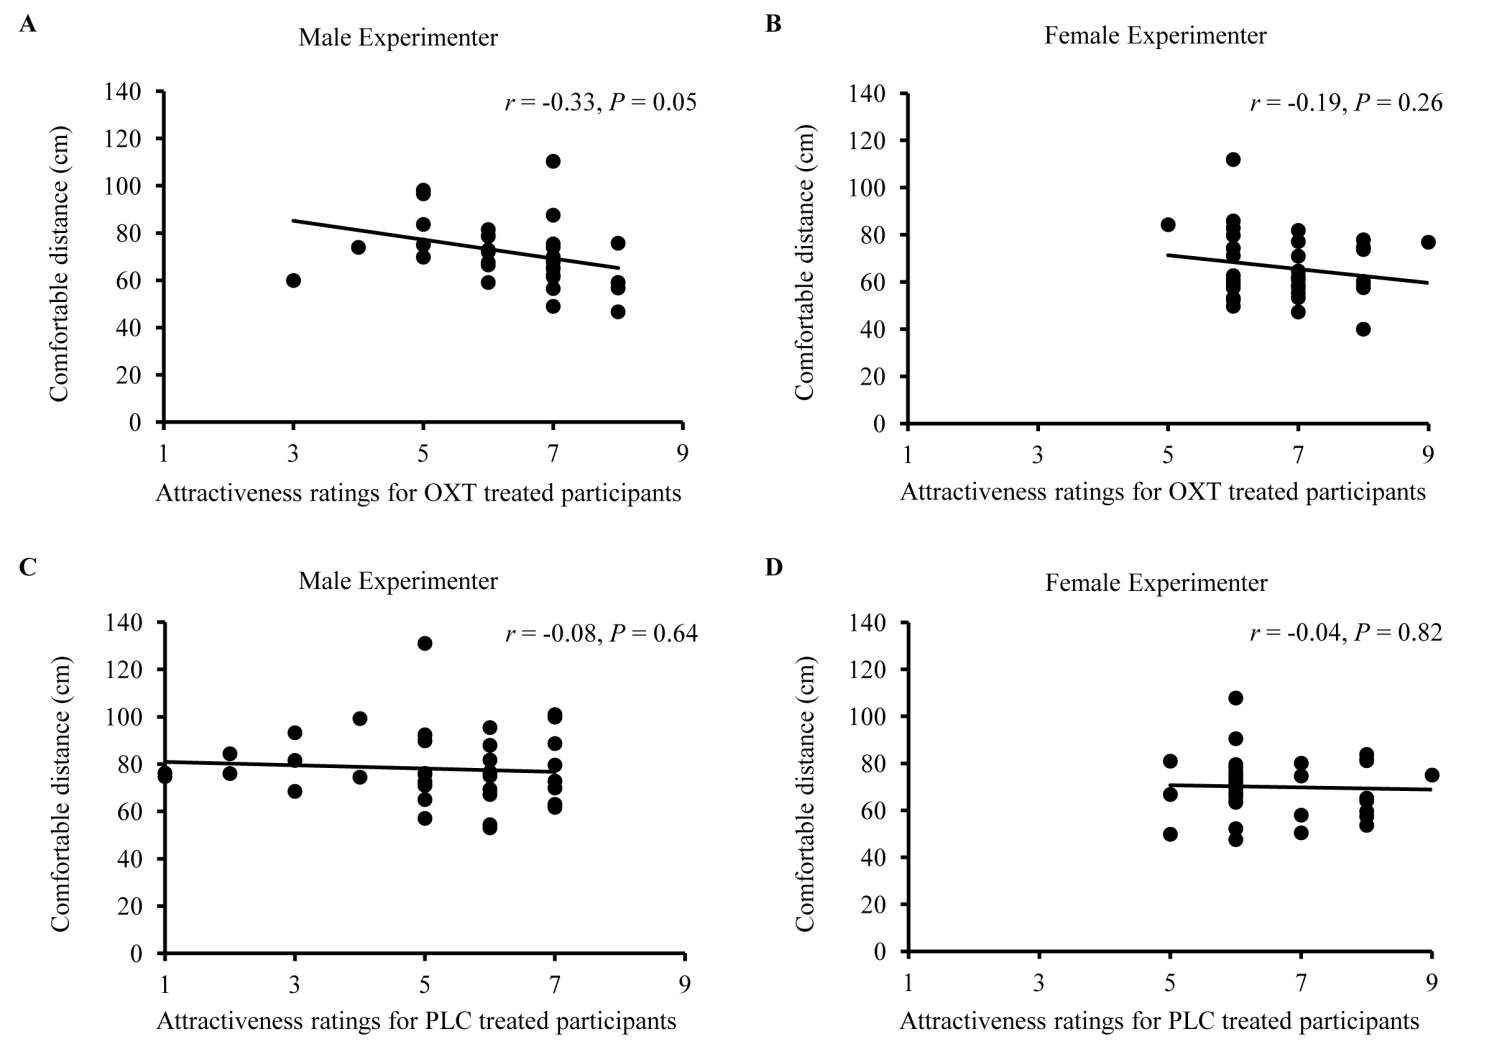 A
Male Experimenter
r = -0.33, P = 0.05
Comfortable distance (cm)
140
120
100
80
60
40
20
0
1 3 5 7 9
Attractiveness ratings for OXT treated participants
B
Female Experimenter
r = -0.19, P = 0.26
Comfortable distance (cm)
140
120
100
80
60
40
20
0
1 3 5 7 9
Attractiveness ratings for OXT treated participants
C
Male Experimenter
r = -0.08, P = 0.64
Comfortable distance (cm)
140
120
100
80
60
40
20
0
1 3 5 7 9
Attractiveness ratings for PLC treated participants
D
Female Experimenter
r = -0.04, P = 0.82
Comfortable distance (cm)
140
120
100
80
60
40
20
0
1 3 5 7 9
Attractiveness ratings for PLC treated participants